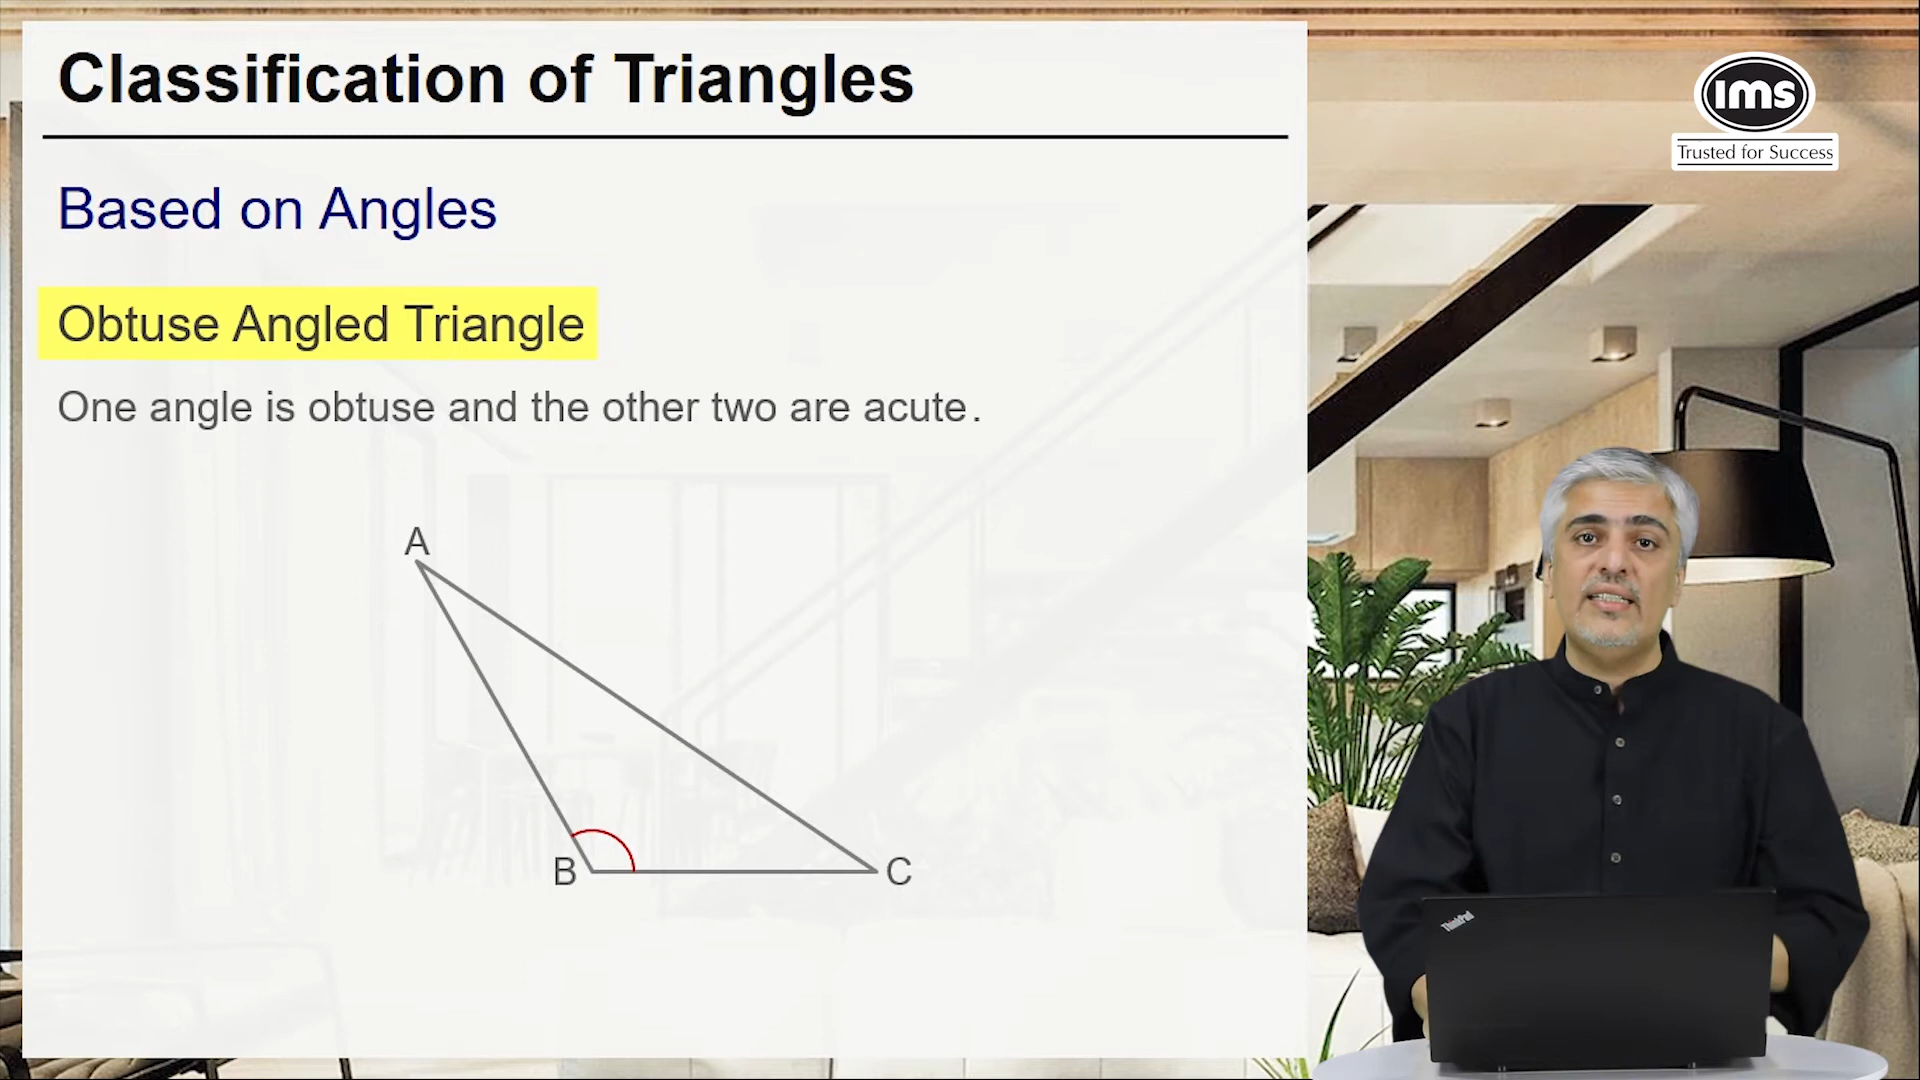 Classification of Triangles
Based on Angles
Obtuse Angled Triangle
One angle is obtuse and the other two are acute.
A
B
C
ims
Trusted for Success
ThinkPad